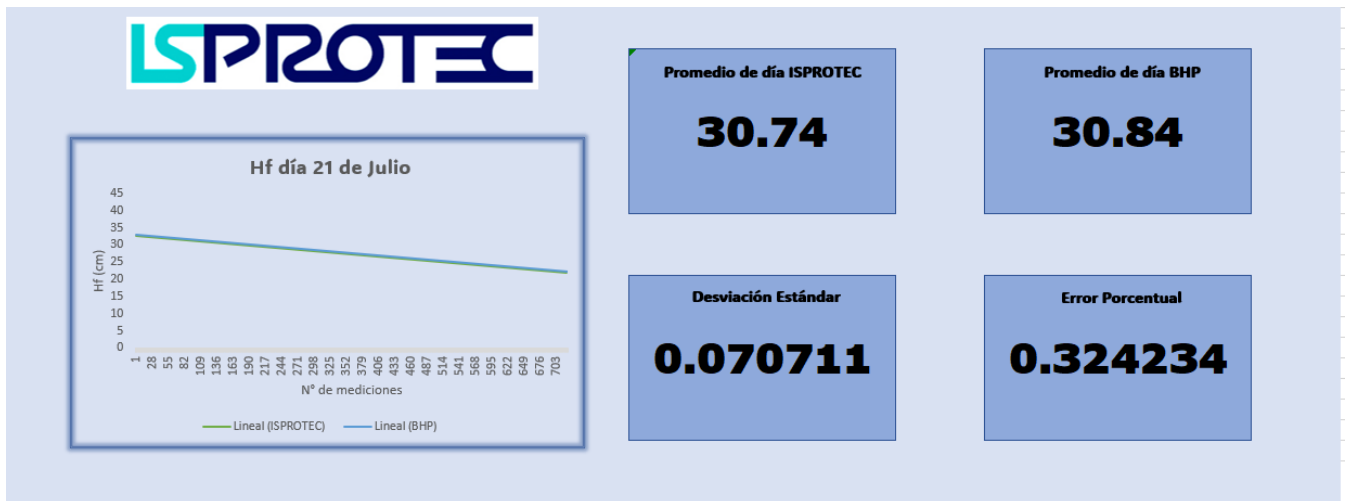 ISPROTEC
Promedio de día ISPROTEC
30.74
Promedio de día BHP
30.84
Hf día 21 de Julio
45
40
35
30
25
20
15
10
5
0
Hf (cm)
1 28 55 82 109 136 163 190 217 244 271 298 325 352 379 406 433 460 487 514 541 568 595 622 649 676 703
N° de mediciones
Lineal (ISPROTEC) Lineal (BHP)
Desviación Estándar
0.070711
Error Porcentual
0.324234